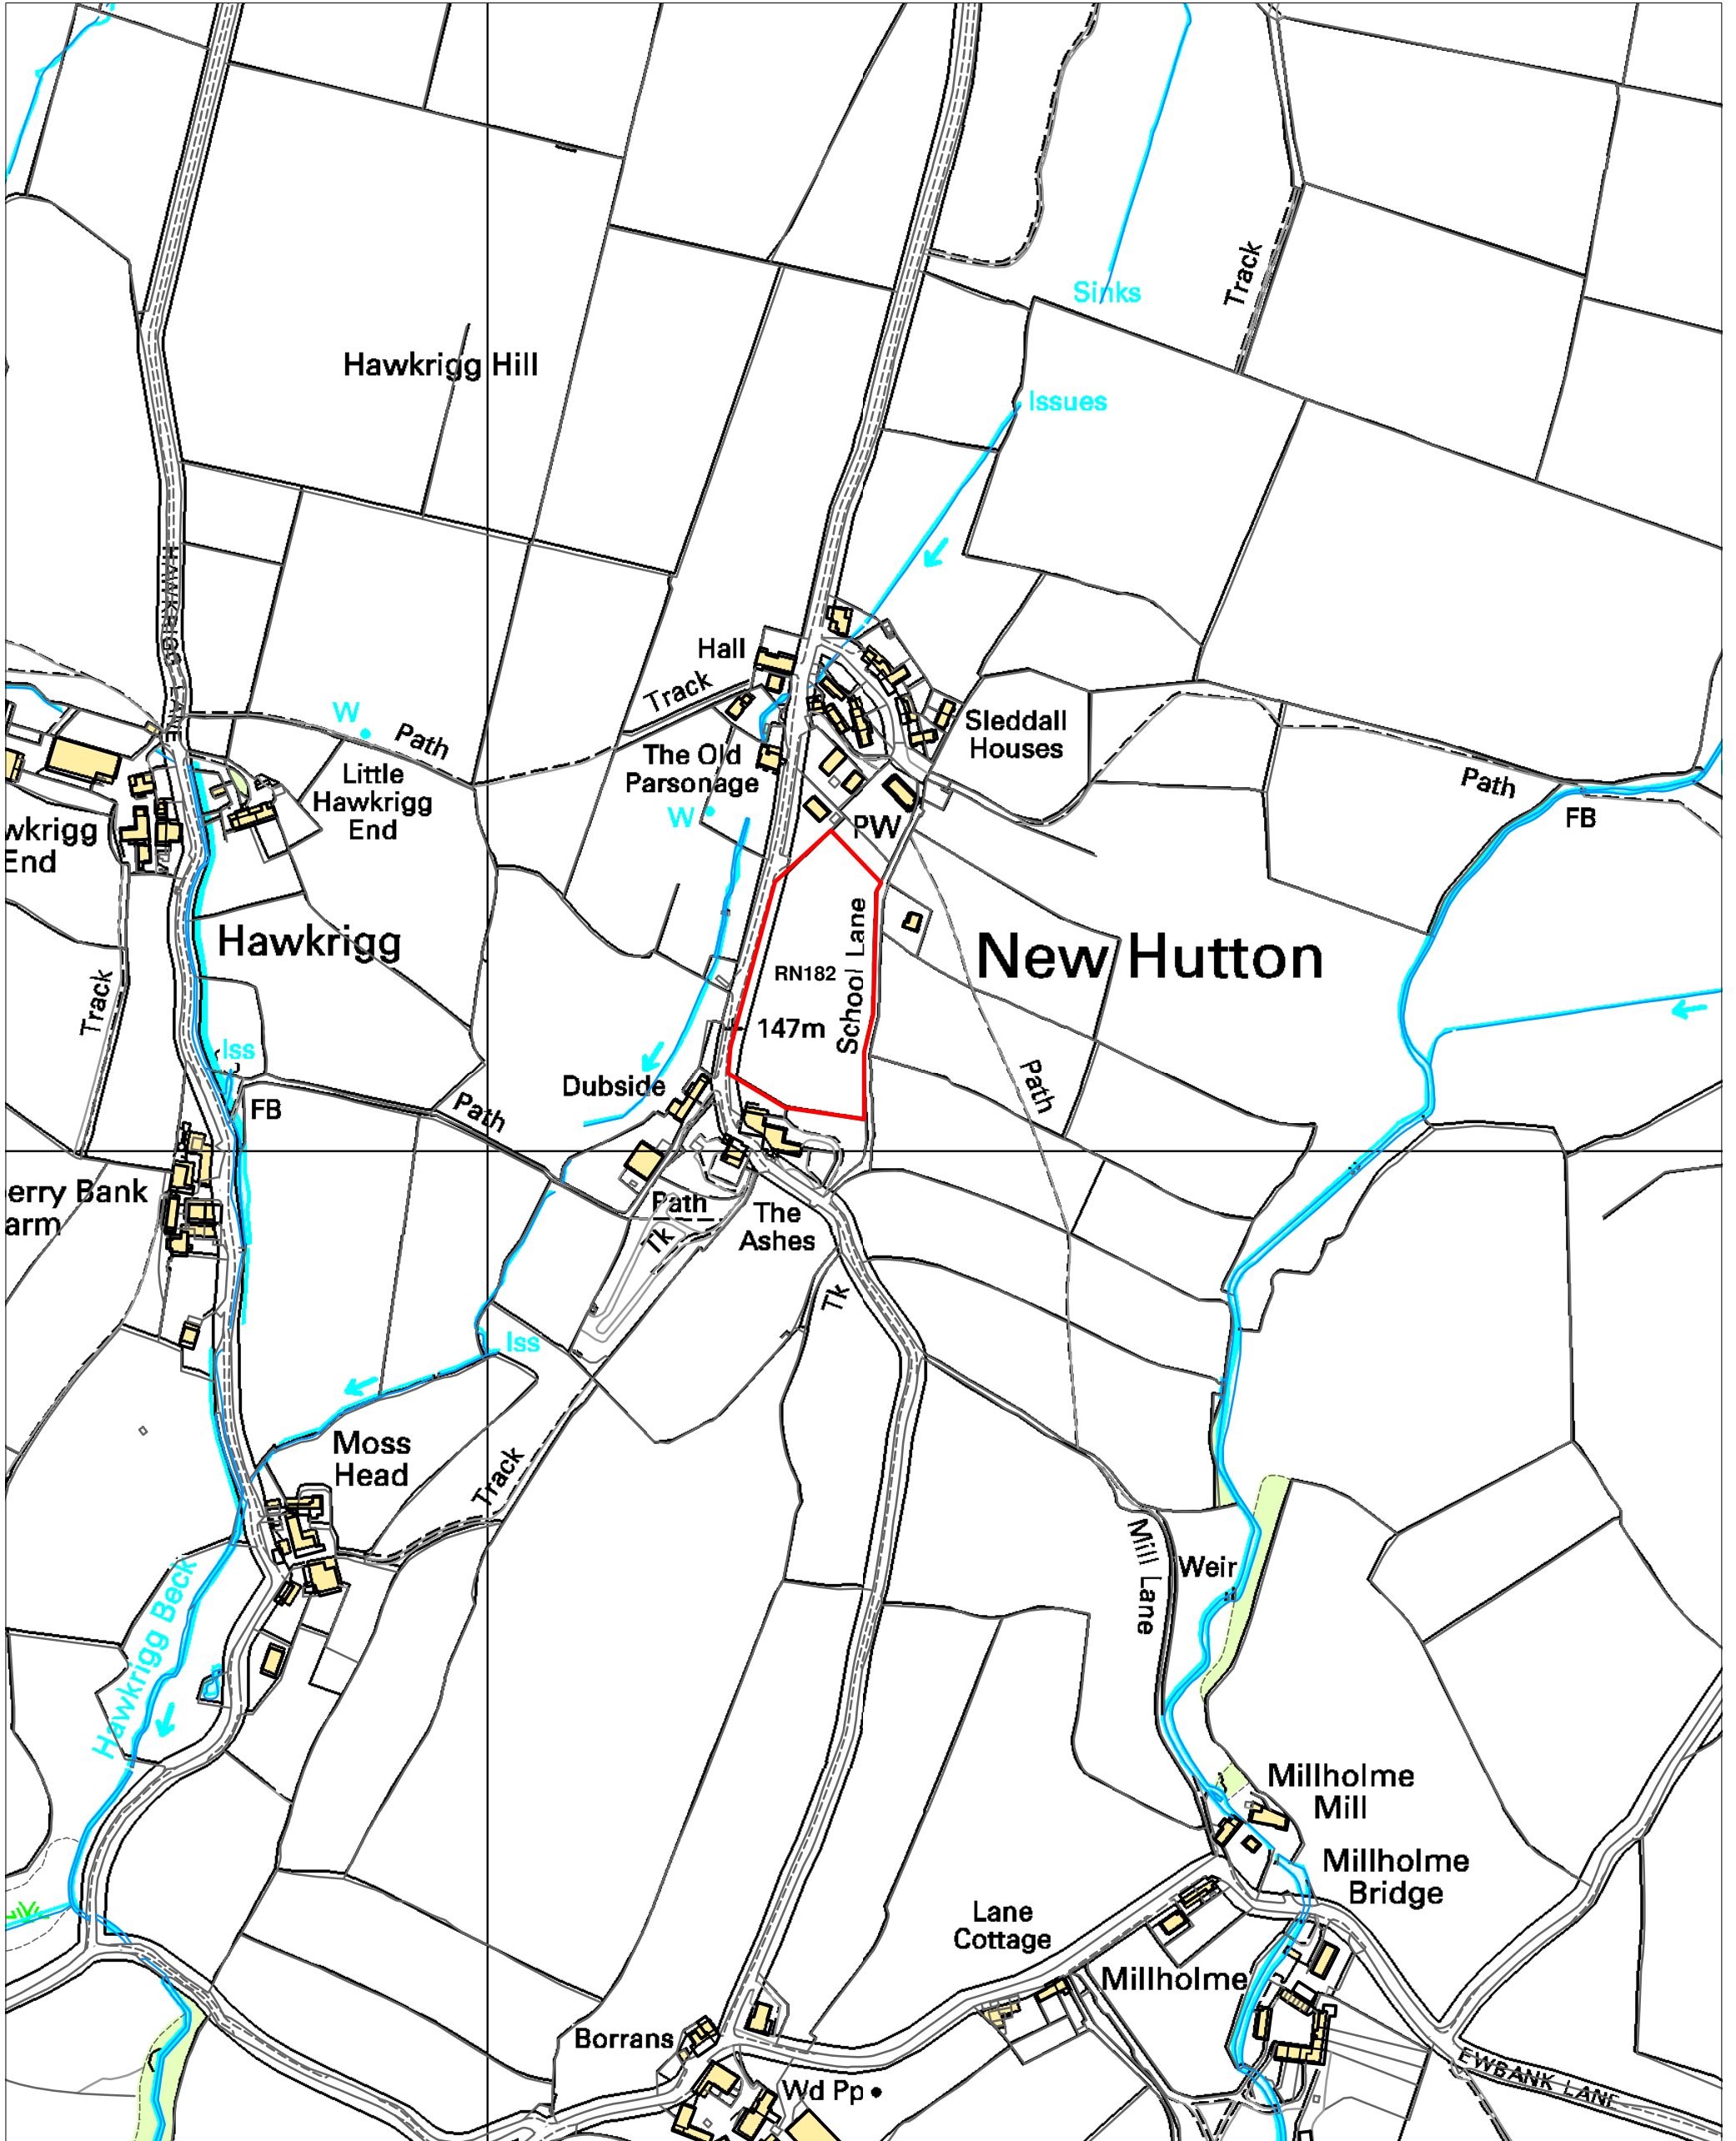 Sinks
Track
Hawkrigg Hill
Issues
HAWKRIGG LANE
Hall
Track
W
Path
Sleddall
Houses
The Old
Parsonage
Little
Hawkrigg
End
Path
W
FB
PW
wkrigg
End
Hawkrigg
School Lane
New Hutton
RN182
Track
147m
Iss
Dubside
Path
FB
Path
erry Bank
arm
Path
Tk
The
Ashes
Tk
Iss
Moss
Head
Track
Mill Lane
Weir
Hawkrigg Beck
Millholme
Mill
Millholme
Bridge
Lane
Cottage
Millholme
Borrans
EWBANK LANE
Wd Pp